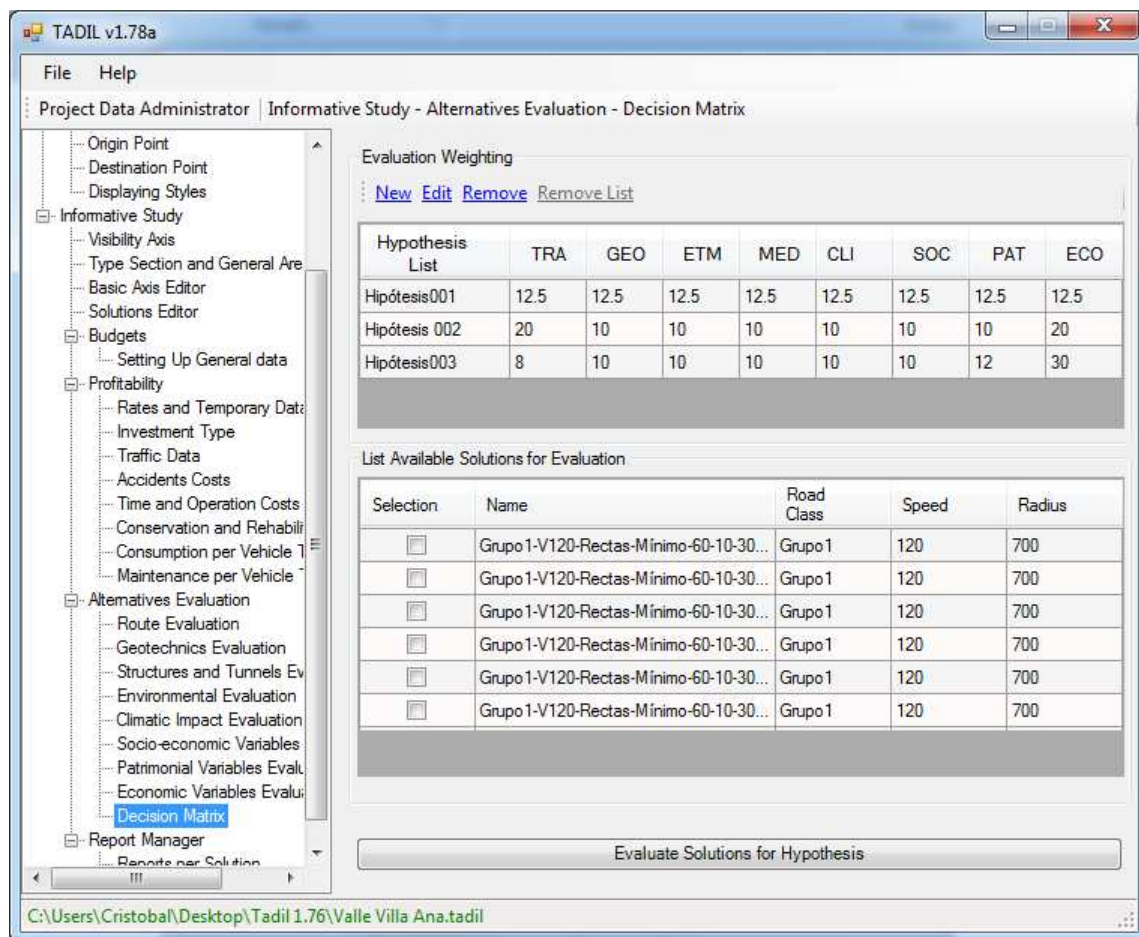 TADIL v1.78a
File Help
Project Data Administrator Informative Study - Alternatives Evaluation - Decision Matrix
Origin Point
Destination Point
Displaying Styles
Informative Study
Visibility Axis
Type Section and General Are
Basic Axis Editor
Solutions Editor
Budgets
Setting Up General data
Profitability
Rates and Temporary Data
Investment Type
Traffic Data
Accidents Costs
Time and Operation Costs
Conservation and Rehabili
Consumption per Vehicle T
Maintenance per Vehicle T
Alternatives Evaluation
Route Evaluation
Geotechnics Evaluation
Structures and Tunnels Ev
Environmental Evaluation
Climatic Impact Evaluation
Socio-economic Variables
Patrimonial Variables Evalu
Economic Variables Evalua
Decision Matrix
Report Manager
Reports per Solution
Evaluation Weighting
New Edit Remove Remove List
Hypothesis List TRA GEO ETM MED CLI SOC PAT ECO
Hipótesis001 12.5 12.5 12.5 12.5 12.5 12.5 12.5 12.5
Hipótesis 002 20 10 10 10 10 10 10 20
Hipótesis003 8 10 10 10 10 10 12 30
List Available Solutions for Evaluation
Selection Name Road Class Speed Radius
Grupo1-V120-Rectas-Mínimo-60-10-30... Grupo1 120 700
Grupo1-V120-Rectas-Mínimo-60-10-30... Grupo1 120 700
Grupo1-V120-Rectas-Mínimo-60-10-30... Grupo1 120 700
Grupo1-V120-Rectas-Mínimo-60-10-30... Grupo1 120 700
Grupo1-V120-Rectas-Mínimo-60-10-30... Grupo1 120 700
Grupo1-V120-Rectas-Mínimo-60-10-30... Grupo1 120 700
Evaluate Solutions for Hypothesis
C:\Users\Cristobal\Desktop\Tadil 1.76\Valle Villa Ana.tadil